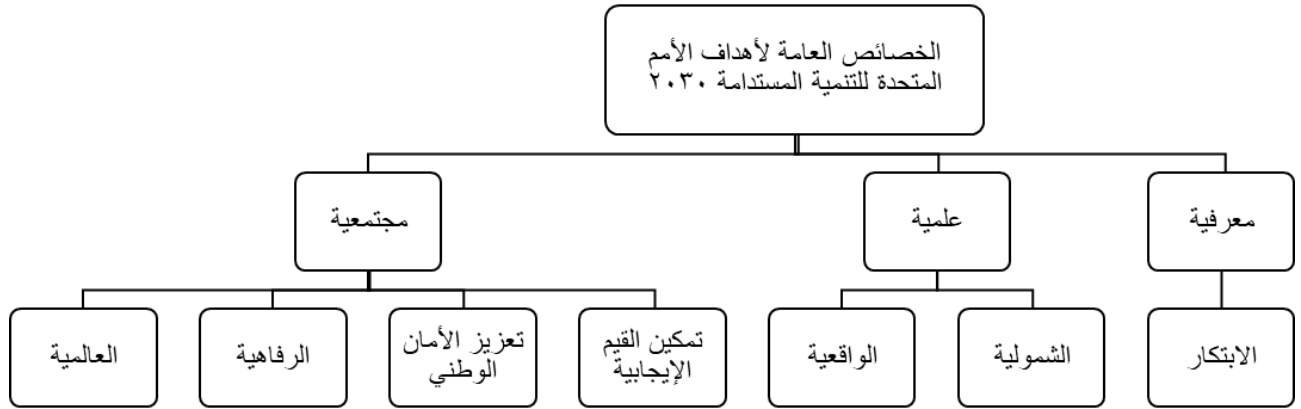 الخصائص العامة لأهداف الأمم
المتحدة للتنمية المستدامة ٢٠٣٠
معرفية
علمية
مجتمعية
الابتكار
الشمولية
الواقعية
تمكين القيم
الإيجابية
تعزيز الأمان
الوطني
الرفاهية
العالمية